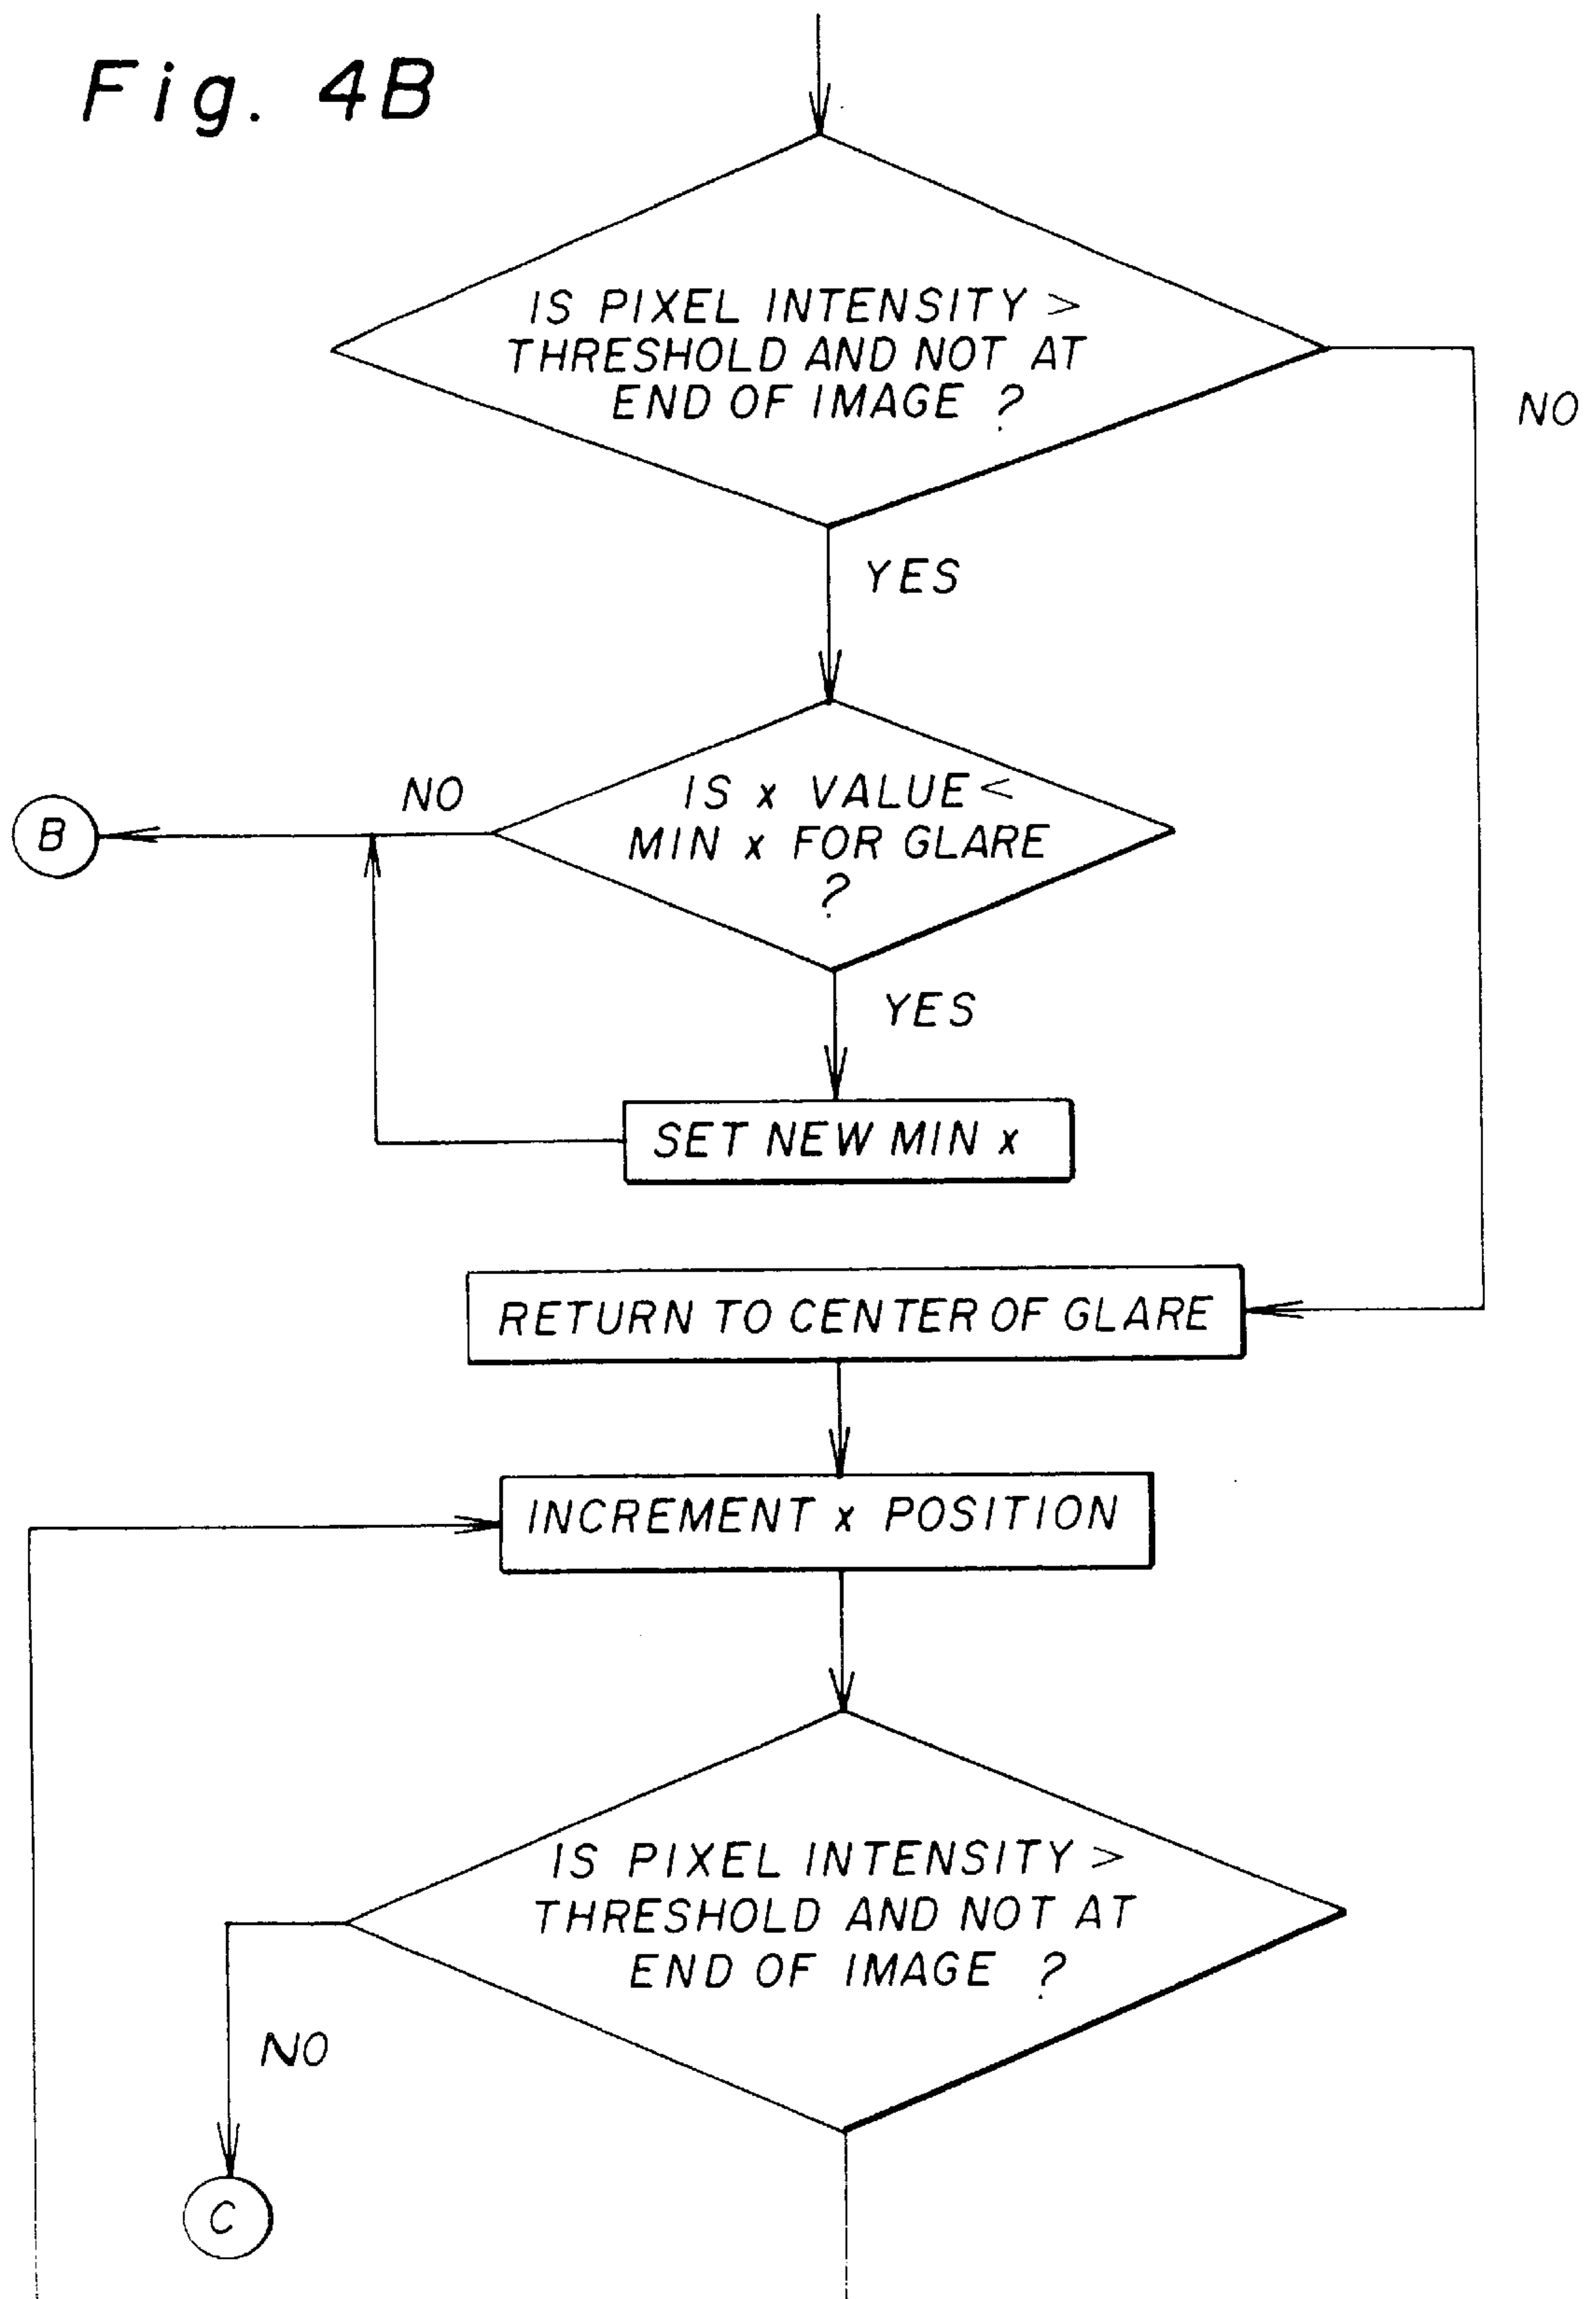 Fig. 4B
IS PIXEL INTENSITY >
THRESHOLD AND NOT AT
END OF IMAGE ?
NO
YES
NO
IS x VALUE <
MIN x FOR GLARE
?
B
YES
SET NEW MIN x
RETURN TO CENTER OF GLARE
INCREMENT x POSITION
IS PIXEL INTENSITY >
THRESHOLD AND NOT AT
END OF IMAGE ?
NO
C